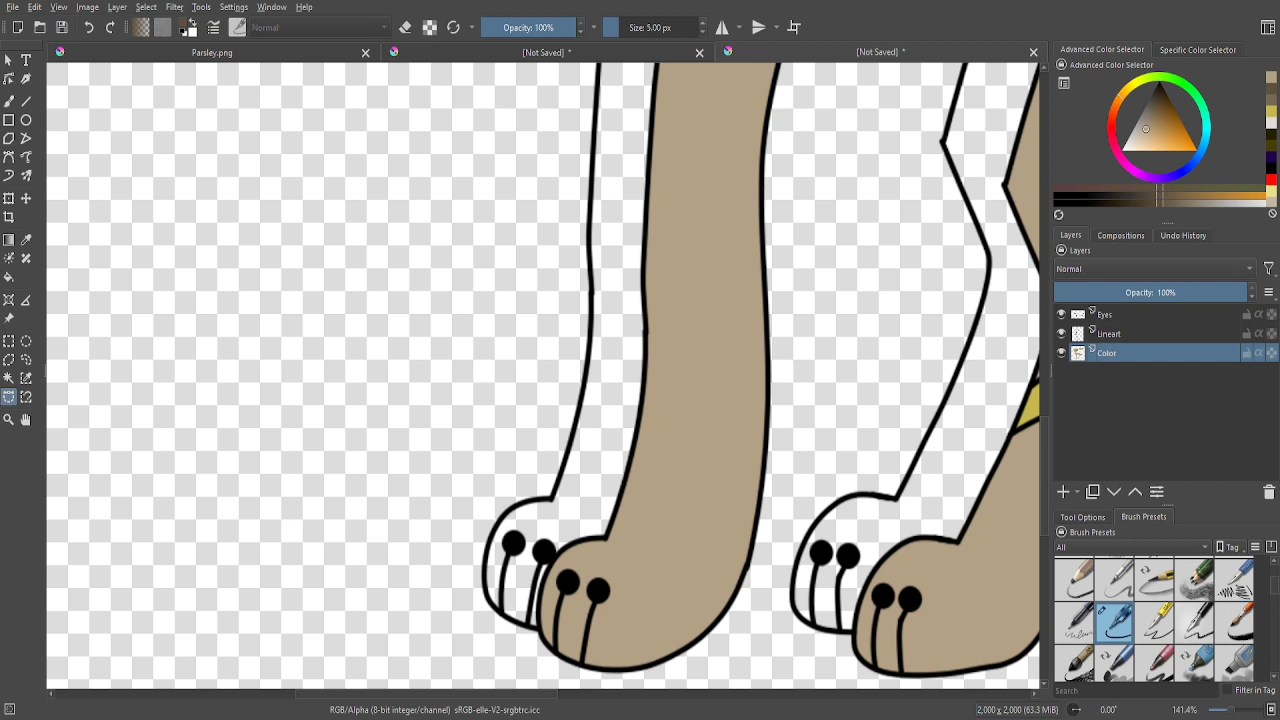 File Edit View Image Layer Select Filter Tools Settings Window Help
Normal Opacity: 100% Size: 5.00 px
Parsley.png [Not Saved] * [Not Saved] *
Advanced Color Selector Specific Color Selector
Advanced Color Selector
Layers Compositions Undo History
Layers
Normal
Opacity: 100%
Eyes
Lineart
Color
Tool Options Brush Presets
Brush Presets
All Tag
Search Filter in Tag
RGB/Alpha (8-bit integer/channel) sRGB-elle-V2-srgbtrc.icc 2,000 x 2,000 (63.3 MiB) 0.00° 141.4%